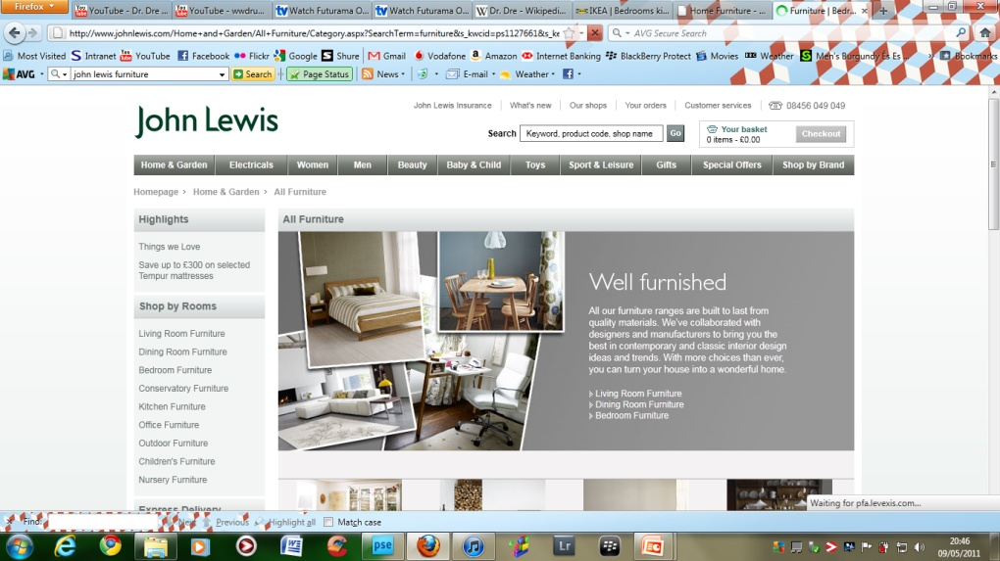 Firefox
YouTube - Dr. Dre ...
YouTube - wwdru...
Watch Futurama O...
Watch Futurama O...
Dr. Dre - Wikipedi...
IKEA | Bedrooms ki...
Home Furniture - ...
Furniture | Bedr...
http://www.johnlewis.com/Home+and+Garden/All+Furniture/Category.aspx?SearchTerm=furniture&s_kwcid=ps1127661&s_ke
AVG Secure Search
Most Visited Intranet YouTube Facebook Flickr Google Shure Gmail Vodafone Amazon Internet Banking BlackBerry Protect Movies Weather Men's Burgundy Es Es ... Bookmarks
AVG john lewis furniture Search Page Status News E-mail Weather
John Lewis Insurance What's new Our shops Your orders Customer services 08456 049 049
John Lewis
Search Keyword, product code, shop name Go
Your basket
0 items - £0.00
Checkout
Home & Garden Electricals Women Men Beauty Baby & Child Toys Sport & Leisure Gifts Special Offers Shop by Brand
Homepage > Home & Garden > All Furniture
Highlights
Things we Love
Save up to £300 on selected
Tempur mattresses
Shop by Rooms
Living Room Furniture
Dining Room Furniture
Bedroom Furniture
Conservatory Furniture
Kitchen Furniture
Office Furniture
Outdoor Furniture
Children's Furniture
Nursery Furniture
Express Delivery
All Furniture
Well furnished
All our furniture ranges are built to last from
quality materials. We've collaborated with
designers and manufacturers to bring you the
best in contemporary and classic interior design
ideas and trends. With more choices than ever,
you can turn your house into a wonderful home.
Living Room Furniture
Dining Room Furniture
Bedroom Furniture
Waiting for pfa.levexis.com...
Find: Next Previous Highlight all Match case
pse
Lr
20:46
09/05/2011